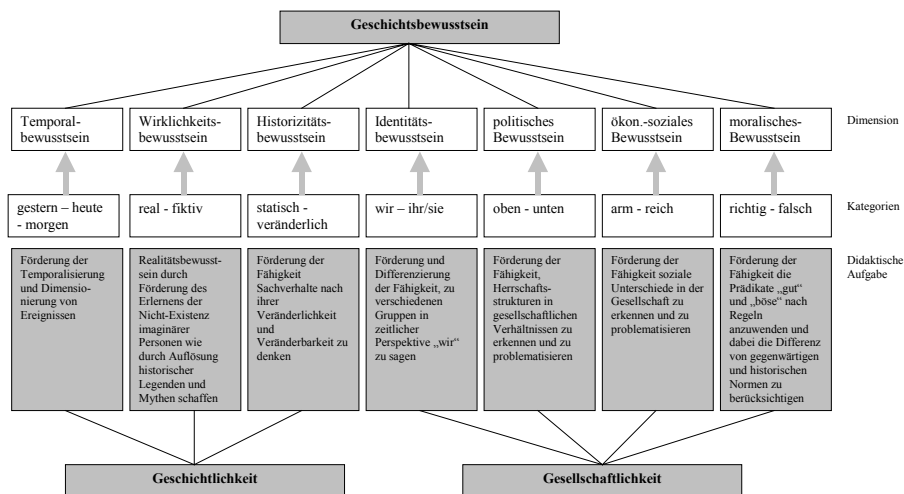 Geschichtsbewusstsein
Temporal-
bewusstsein
Wirklichkeits-
bewusstsein
Historizitäts-
bewusstsein
Identitäts-
bewusstsein
politisches
Bewusstsein
ökon.-soziales
Bewusstsein
moralisches-
Bewusstsein
Dimension
gestern – heute
- morgen
real - fiktiv
statisch -
veränderlich
wir – ihr/sie
oben - unten
arm - reich
richtig - falsch
Kategorien
Förderung der
Temporalisierung
und Dimensio-
nierung von
Ereignissen
Realitätsbewusst-
sein durch
Förderung des
Erlernens der
Nicht-Existenz
imaginärer
Personen wie
durch Auflösung
historischer
Legenden und
Mythen schaffen
Förderung der
Fähigkeit
Sachverhalte nach
ihrer
Veränderlichkeit
und
Veränderbarkeit zu
denken
Förderung und
Differenzierung
der Fähigkeit, zu
verschiedenen
Gruppen in
zeitlicher
Perspektive „wir“
zu sagen
Förderung der
Fähigkeit,
Herrschafts-
strukturen in
gesellschaftlichen
Verhältnissen zu
erkennen und zu
problematisieren
Förderung der
Fähigkeit soziale
Unterschiede in der
Gesellschaft zu
erkennen und zu
problematisieren
Förderung der
Fähigkeit die
Prädikate „gut“
und „böse“ nach
Regeln
anzuwenden und
dabei die Differenz
von gegenwärtigen
und historischen
Normen zu
berücksichtigen
Didaktische
Aufgabe
Geschichtlichkeit
Gesellschaftlichkeit